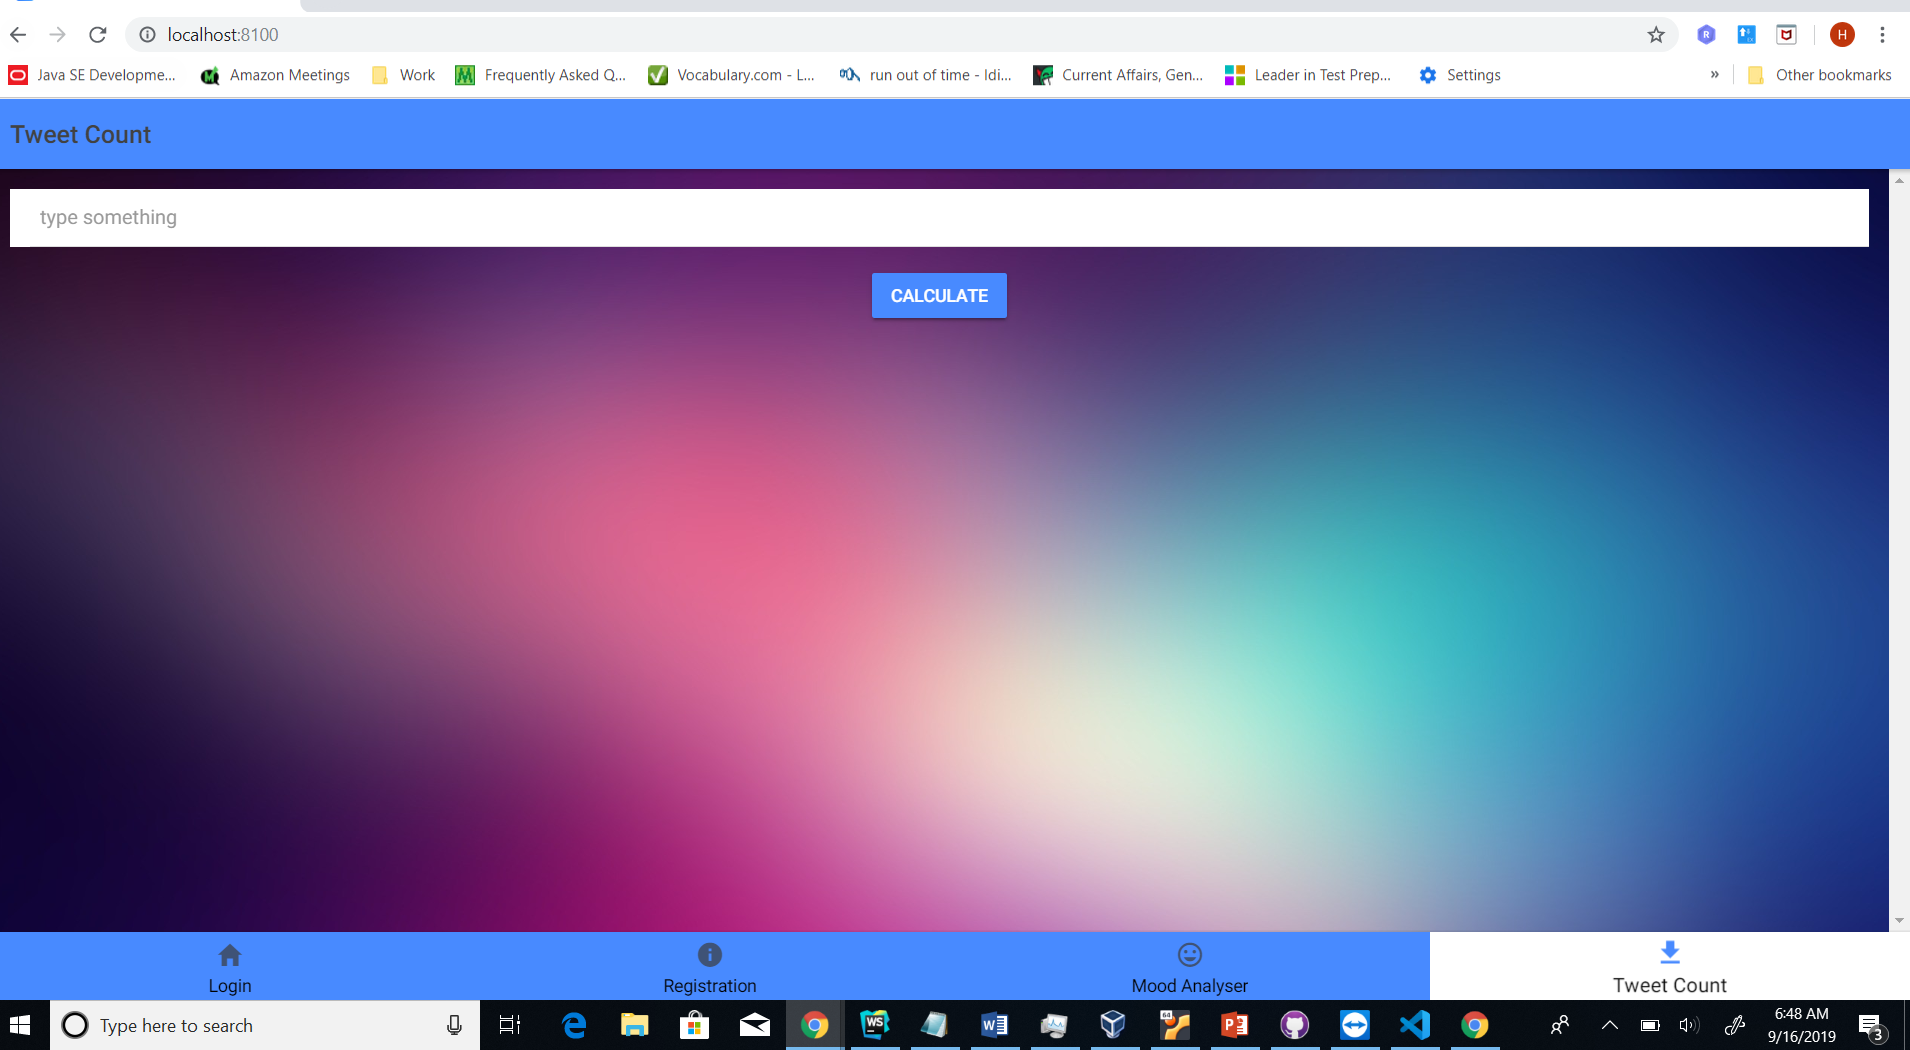 localhost:8100
H
Java SE Developme...
Amazon Meetings
Work
Frequently Asked Q...
Vocabulary.com - L...
run out of time - Idi...
Current Affairs, Gen...
Leader in Test Prep...
Settings
»
Other bookmarks
Tweet Count
type something
CALCULATE
Login
Registration
Mood Analyser
Tweet Count
Type here to search
6:48 AM
9/16/2019
3